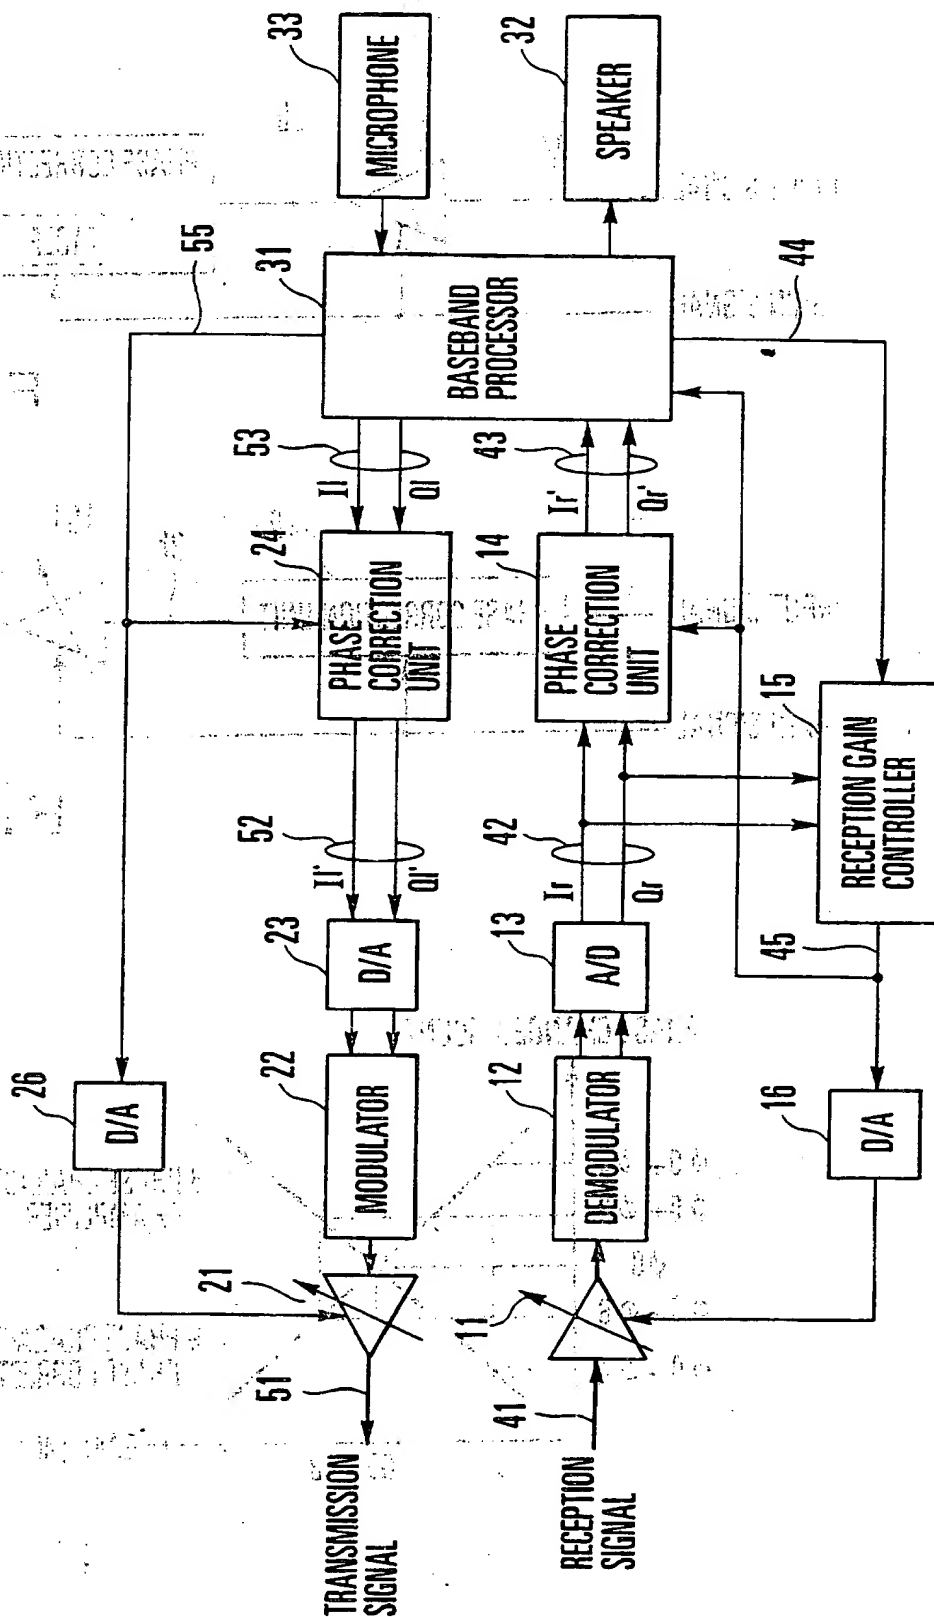 TRANSMISSION
SIGNAL
51
21
26
D/A
MODULATOR
22
D/A
23
Il'
Ql'
52
PHASE
CORRECTION
UNIT
24
Il
Ql
53
55
BASEBAND
PROCESSOR
31
MICROPHONE
33
SPEAKER
32
RECEPTION
SIGNAL
41
11
DEMODULATOR
12
A/D
13
Ir
Qr
42
PHASE
CORRECTION
UNIT
14
Ir'
Qr'
43
44
RECEPTION GAIN
CONTROLLER
15
45
D/A
16